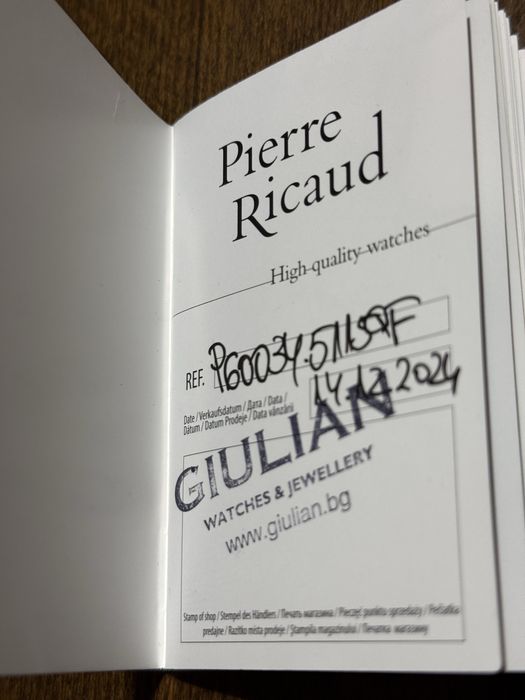 Pierre
Ricaud
High-quality watches
REF. P60034.5113QF
Date / Verkaufsdatum / Дата / Data /
Dátum / Datum Prodeje / Data vânzării
14.12.2024
GIULIAN
WATCHES & JEWELLERY
www.giulian.bg
Stamp of shop / Stempel des Händlers / Печать магазина / Pieczęć punktu sprzedaży / Pečiatka
predajne / Razítko místa prodeje / Ștampila magazinului / Печатка магазину